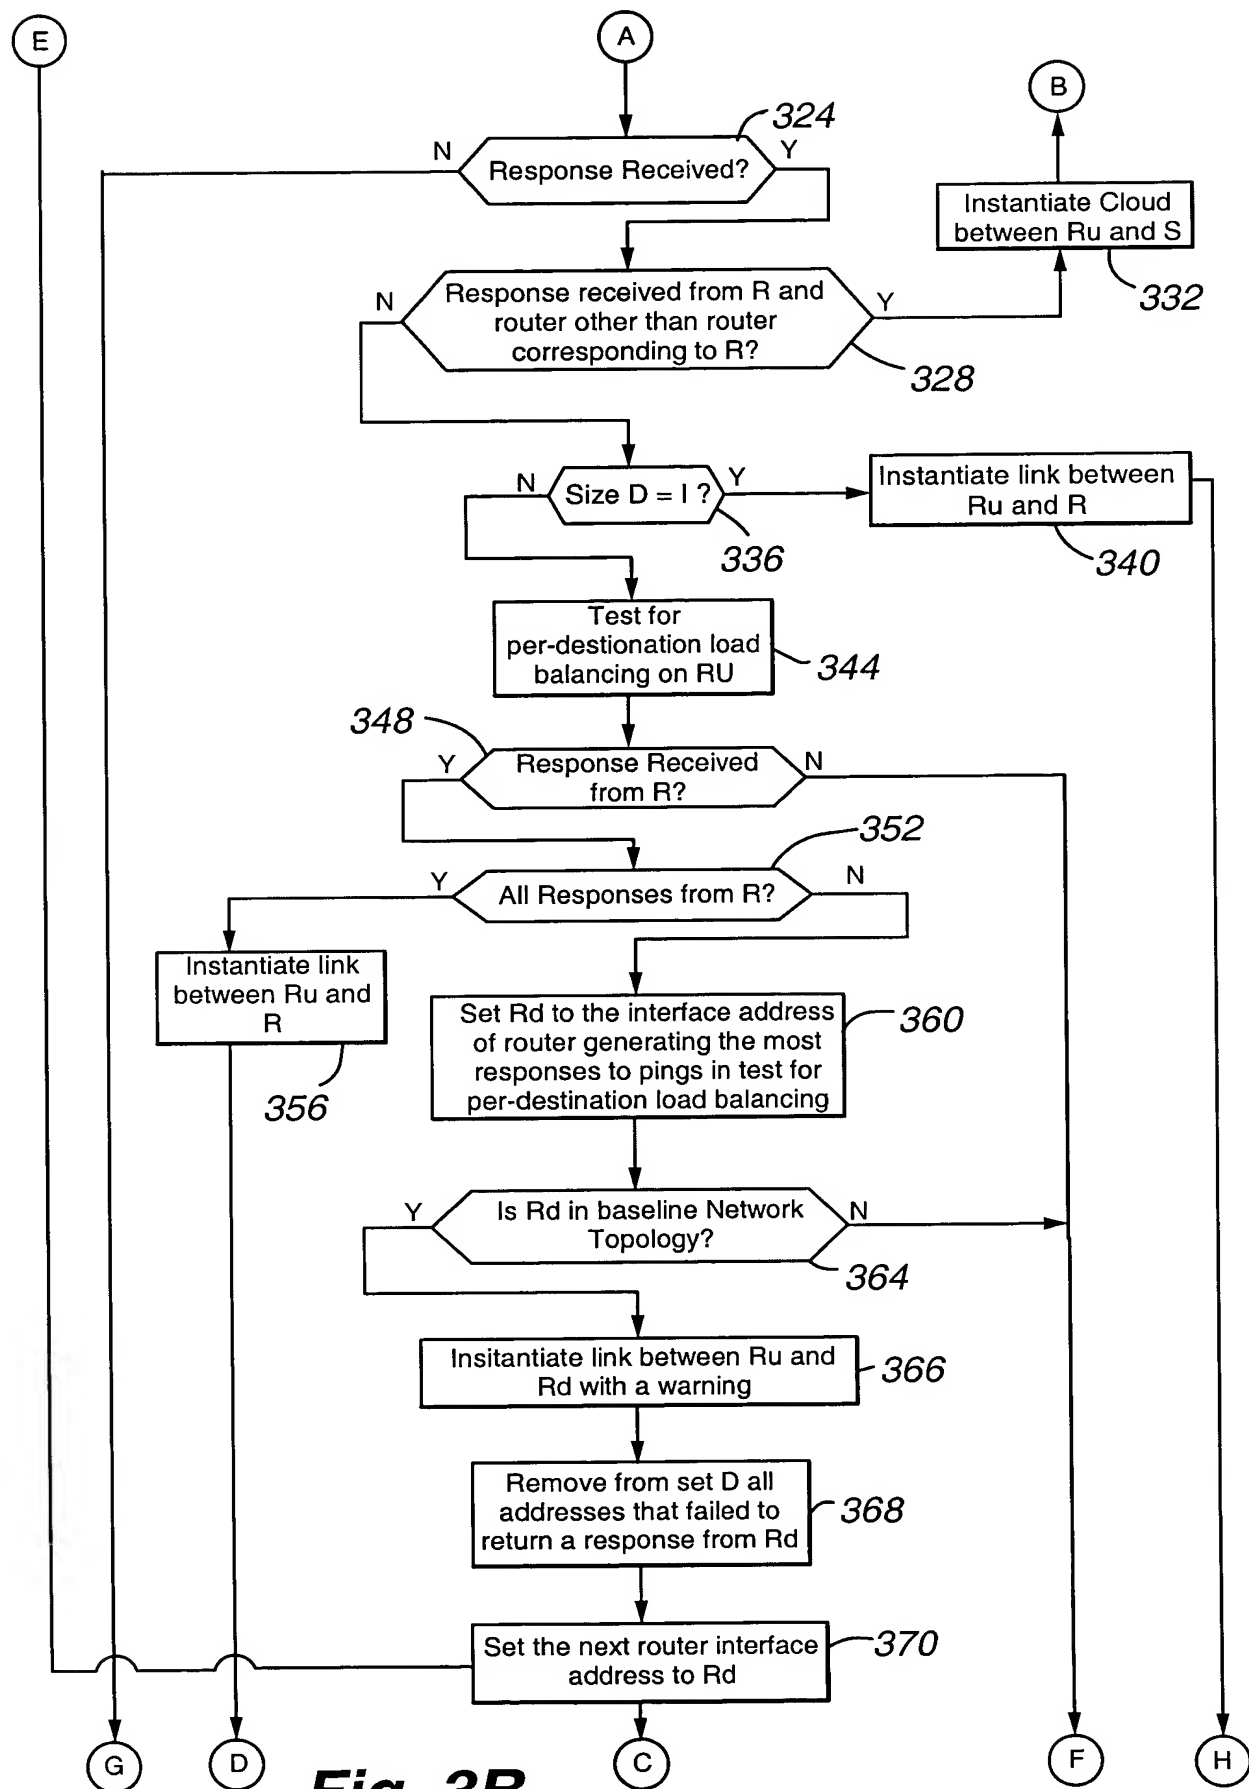 E
A
B
324
N
Y
Response Received?
Instantiate Cloud
between Ru and S
332
N
Response received from R and
router other than router
corresponding to R?
Y
328
N
Size D = I ?
Y
336
Instantiate link between
Ru and R
340
Test for
per-destionation load
balancing on RU
344
348
Y
Response Received
from R?
N
352
Y
All Responses from R?
N
Instantiate link
between Ru and
R
356
Set Rd to the interface address
of router generating the most
responses to pings in test for
per-destination load balancing
360
Y
Is Rd in baseline Network
Topology?
N
364
Insitantiate link between Ru and
Rd with a warning
366
Remove from set D all
addresses that failed to
return a response from Rd
368
Set the next router interface
address to Rd
370
G
D
C
F
H
Fig. 3B